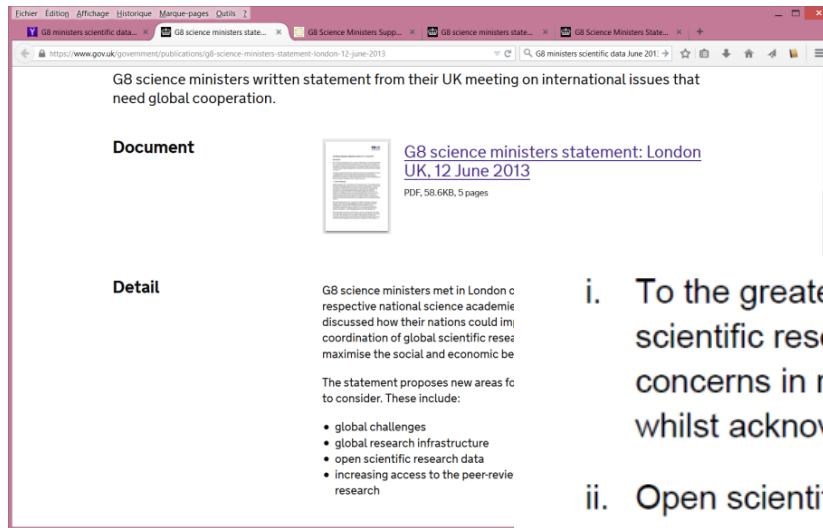 Fichier Édition Affichage Historique Marque-pages Outils ?
G8 ministers scientific data... × G8 science ministers state... × G8 Science Ministers Supp... × G8 science ministers state... × G8 Science Ministers State... × +
https://www.gov.uk/government/publications/g8-science-ministers-statement-london-12-june-2013 G8 ministers scientific data June 201:
G8 science ministers written statement from their UK meeting on international issues that
need global cooperation.
Document
G8 science ministers statement: London
UK, 12 June 2013
PDF, 58.6KB, 5 pages
Detail
G8 science ministers met in London o
respective national science academie
discussed how their nations could im
coordination of global scientific resea
maximise the social and economic be
The statement proposes new areas fo
to consider. These include:
• global challenges
• global research infrastructure
• open scientific research data
• increasing access to the peer-revie
research
i. To the greate
scientific rese
concerns in r
whilst acknov
ii. Open scienti